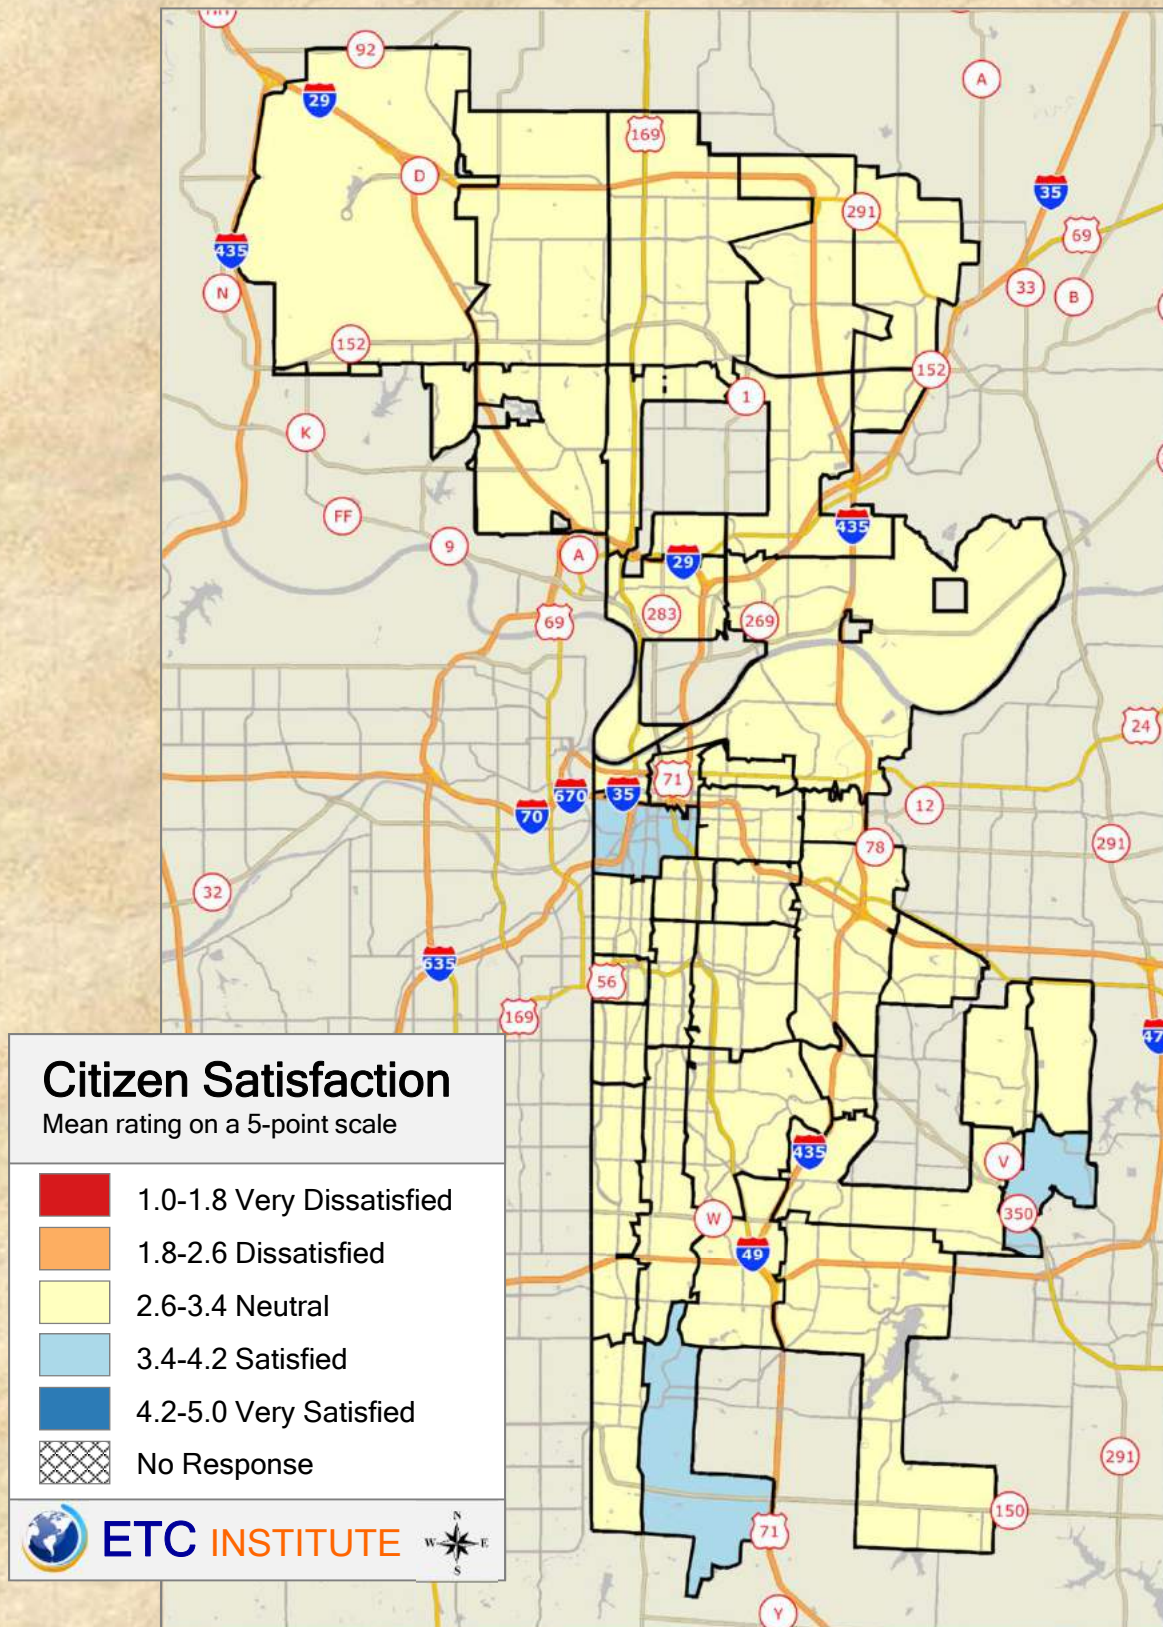 92
29
169
A
D
35
291
69
435
N
33
B
152
152
1
K
FF
435
9
A
29
283
69
269
24
71
670
35
70
12
78
291
32
635
56
169
47
Citizen Satisfaction
Mean rating on a 5-point scale
435
V
1.0-1.8 Very Dissatisfied
350
W
1.8-2.6 Dissatisfied
49
2.6-3.4 Neutral
3.4-4.2 Satisfied
4.2-5.0 Very Satisfied
No Response
291
150
ETC INSTITUTE
N
W E
S
71
Y